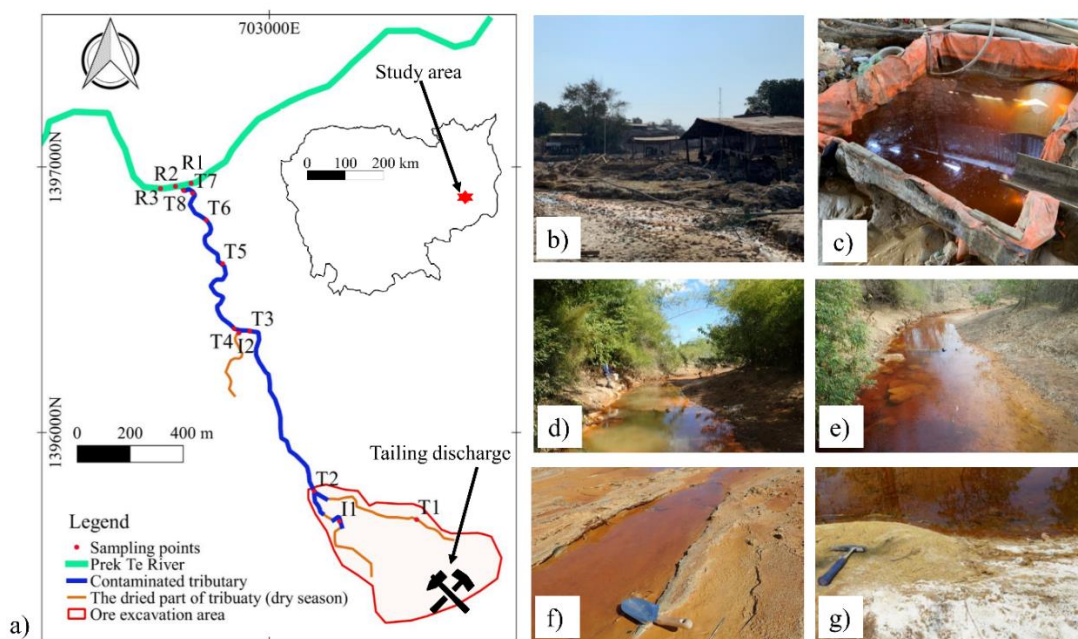 703000E
Study area
0 100 200 km
1397000N
R1
R2
R3
T7
T8
T6
T5
T3
T4
I2
1396000N
0 200 400 m
Tailing discharge
T2
I1
T1
Legend
Sampling points
Prek Te River
Contaminated tributary
The dried part of tribuaty (dry season)
Ore excavation area
a)
b)
c)
d)
e)
f)
g)